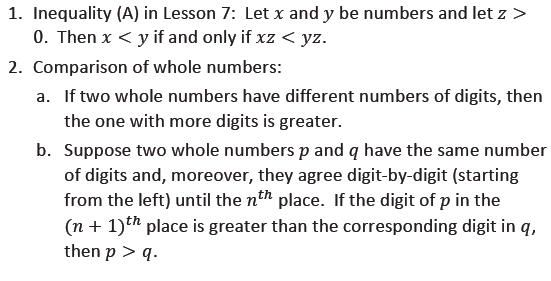 1. Inequality (A) in Lesson 7: Let x and y be numbers and let z >
0. Then x < y if and only if xz < yz.
2. Comparison of whole numbers:
a. If two whole numbers have different numbers of digits, then
the one with more digits is greater.
b. Suppose two whole numbers p and q have the same number
of digits and, moreover, they agree digit-by-digit (starting
from the left) until the n^th place. If the digit of p in the
(n + 1)^th place is greater than the corresponding digit in q,
then p > q.